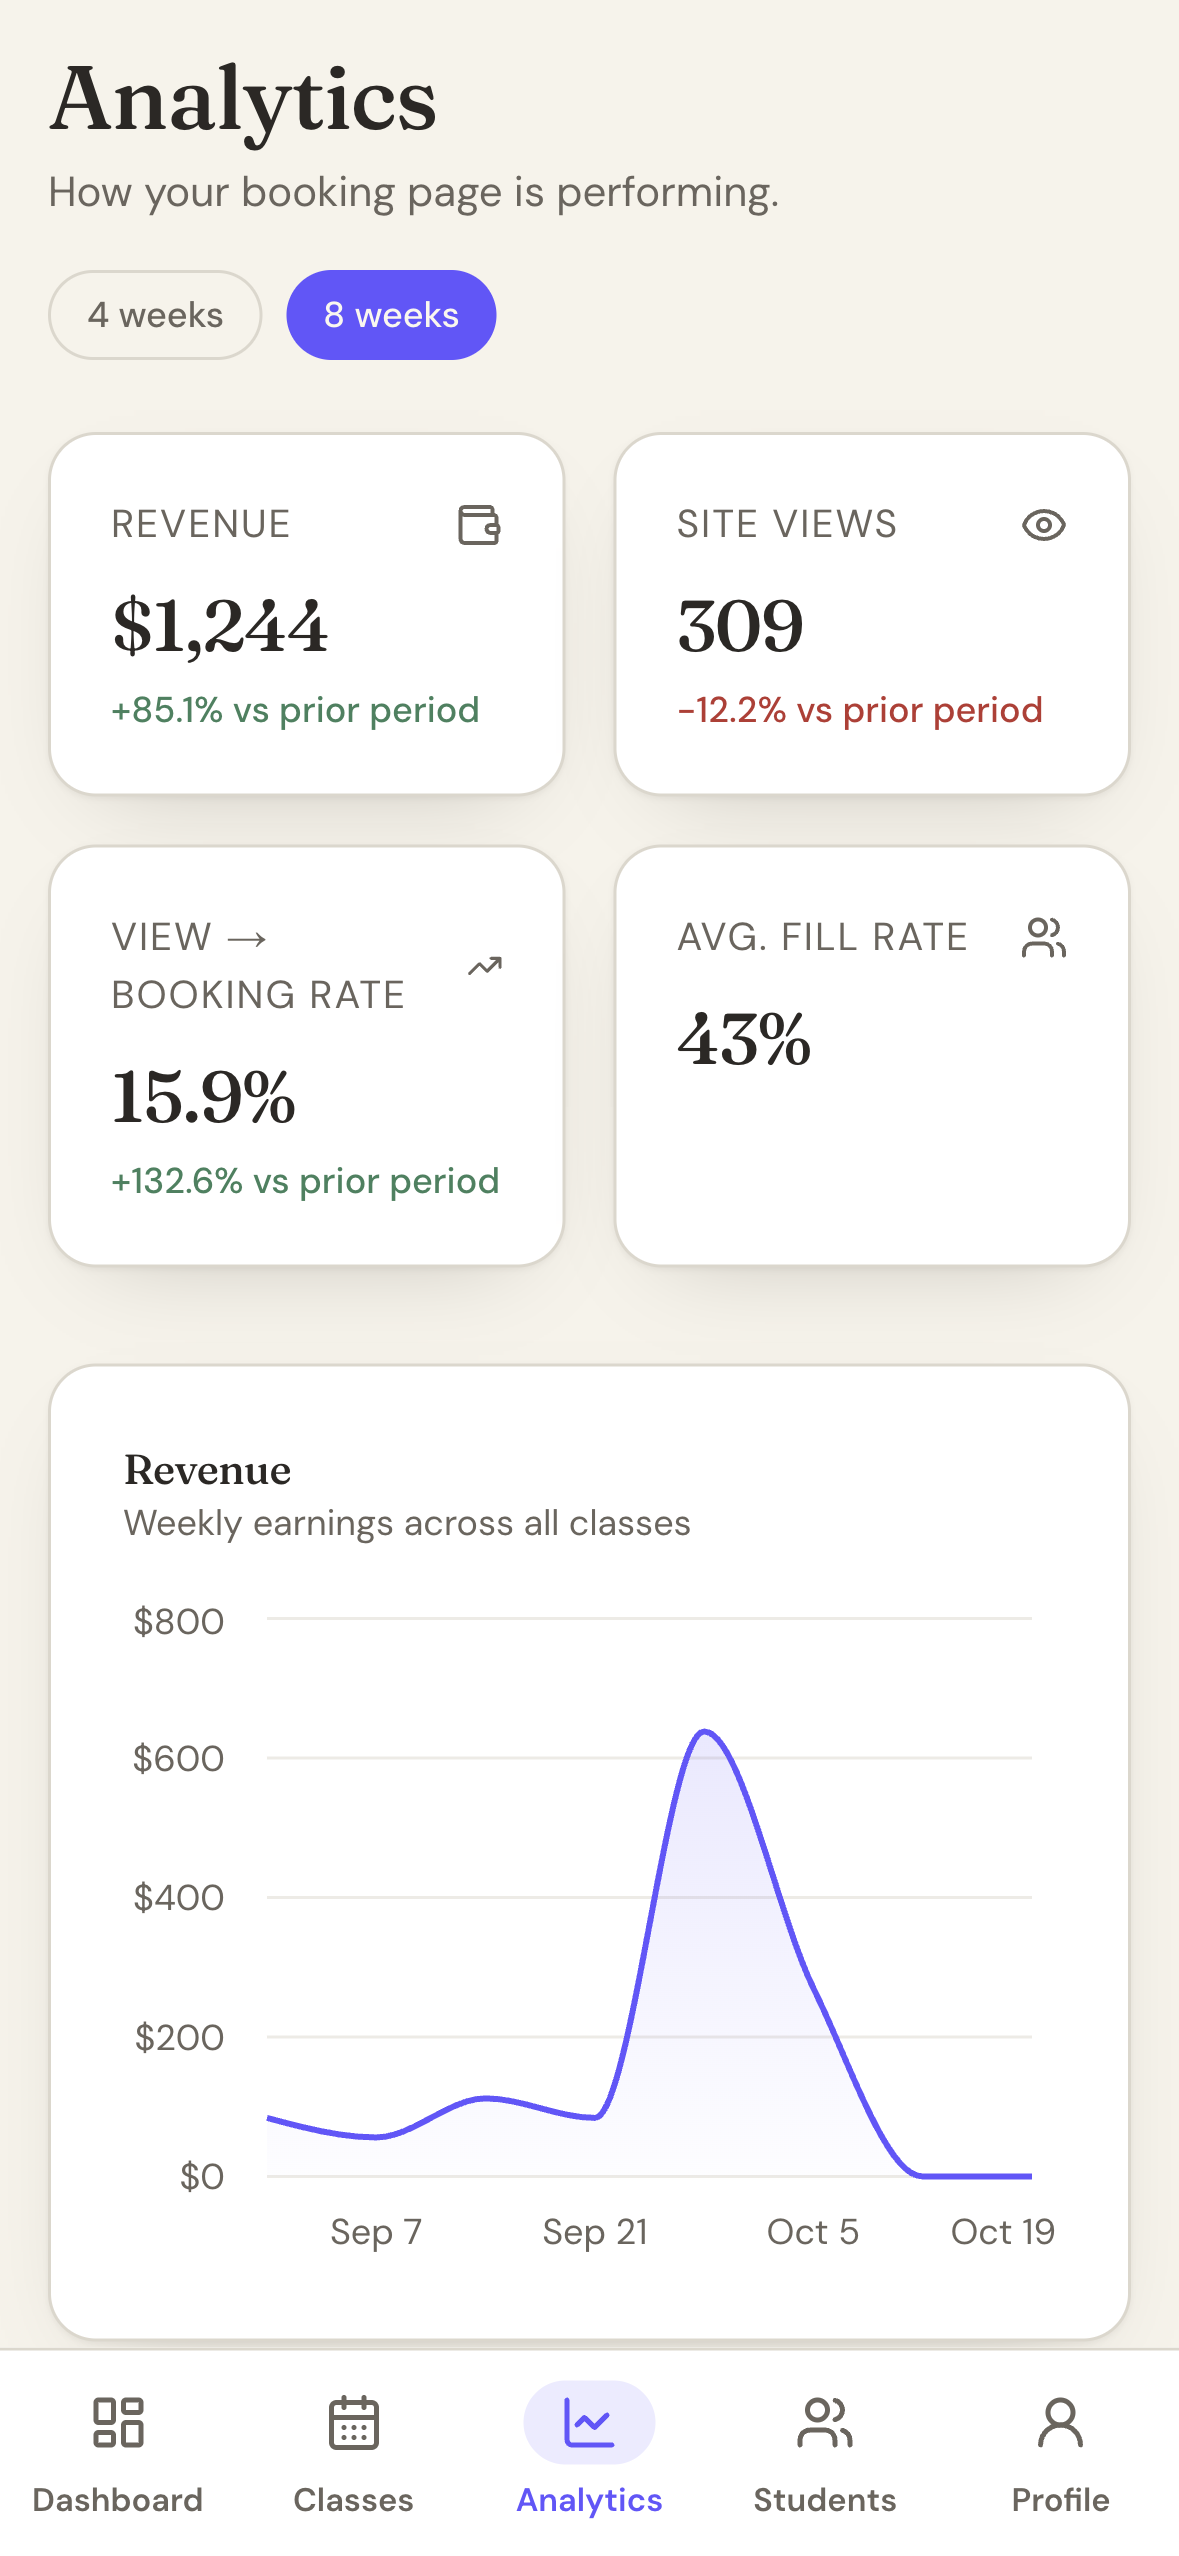 Analytics
How your booking page is performing.
4 weeks
8 weeks
REVENUE
$1,244
+85.1% vs prior period
SITE VIEWS
309
-12.2% vs prior period
VIEW →
BOOKING RATE
15.9%
+132.6% vs prior period
AVG. FILL RATE
43%
Revenue
Weekly earnings across all classes
$800
$600
$400
$200
$0
Sep 7
Sep 21
Oct 5
Oct 19
Dashboard
Classes
Analytics
Students
Profile